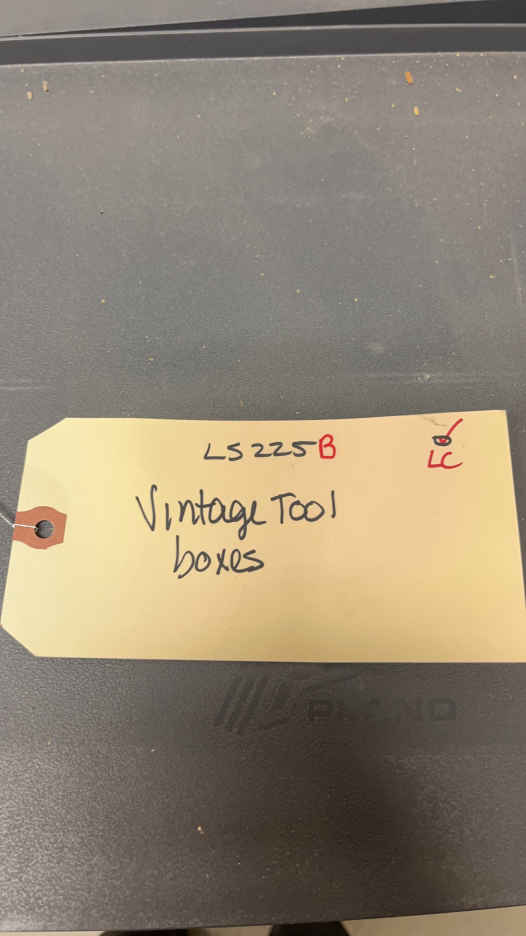 LS225B
LC
Vintage Tool
boxes
PLANO